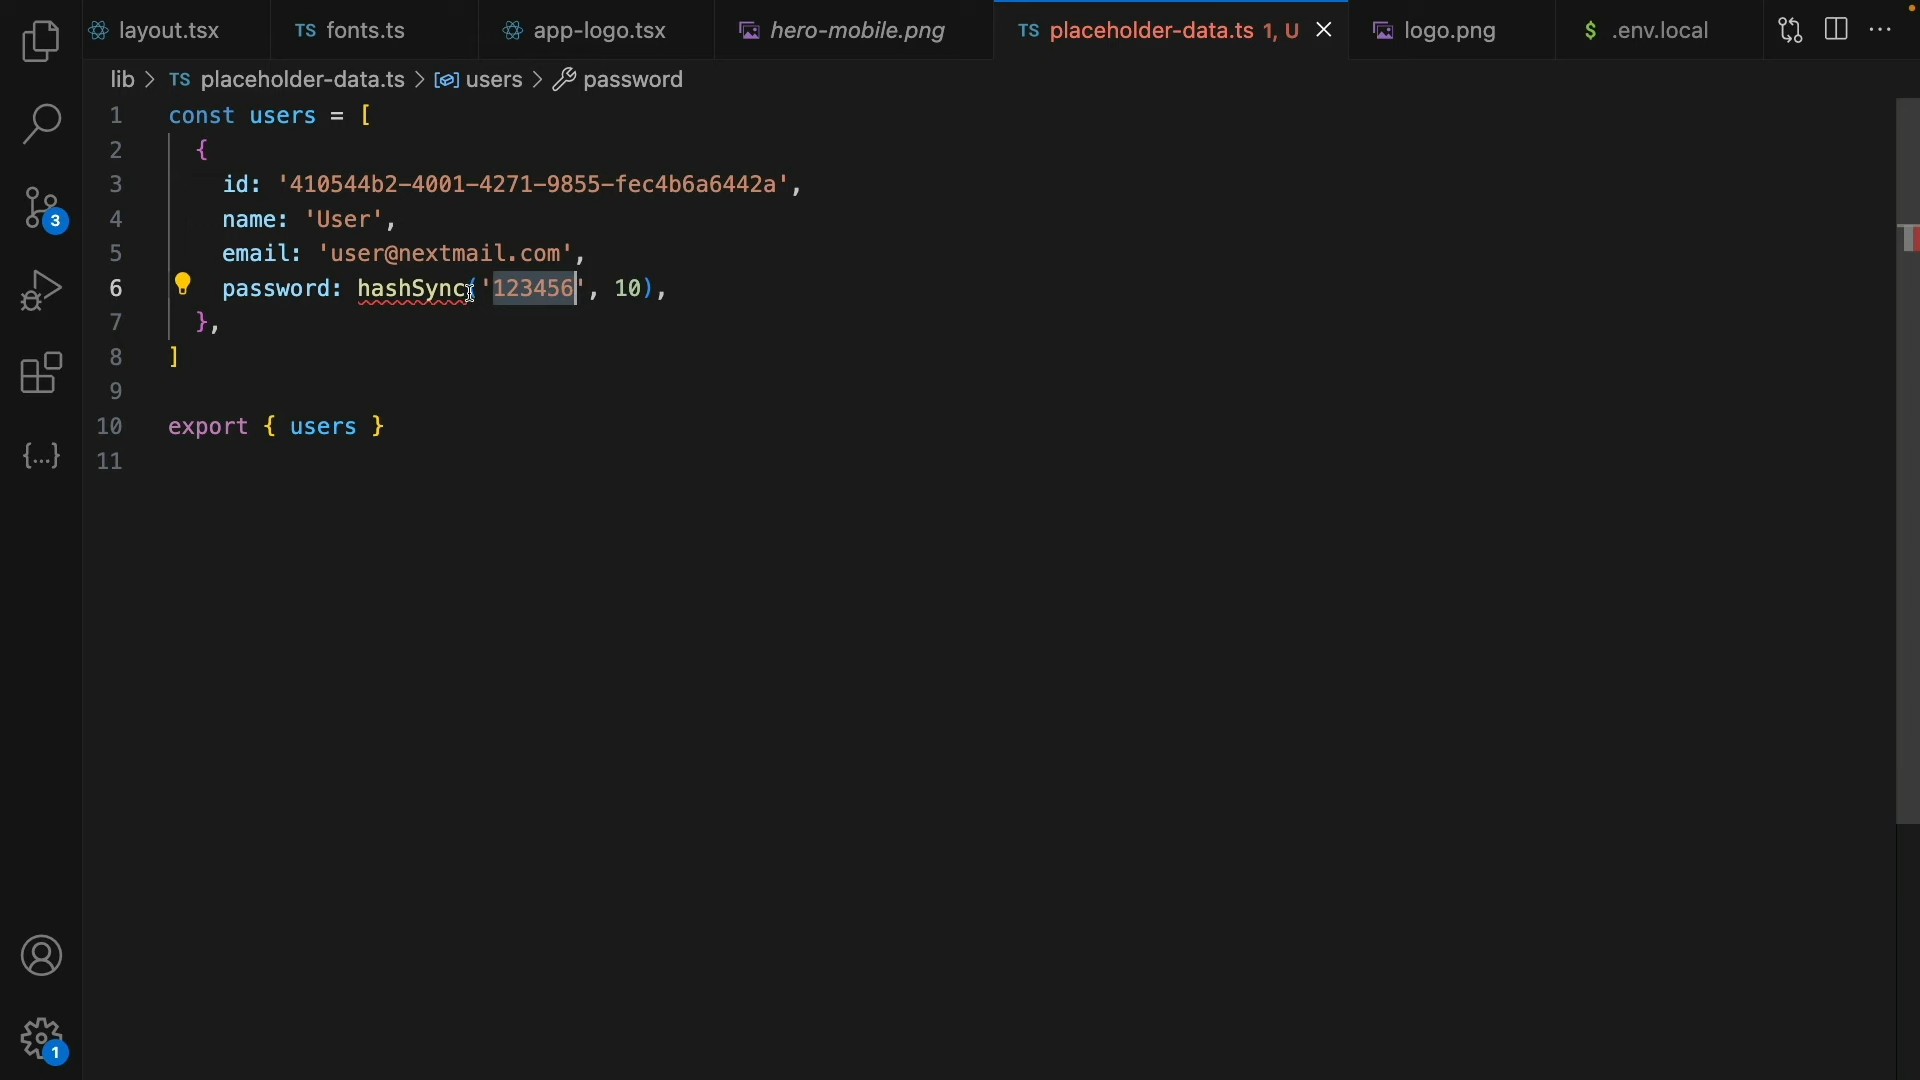 layout.tsx
TS fonts.ts
app-logo.tsx
hero-mobile.png
TS placeholder-data.ts 1, U
logo.png
$ .env.local
lib > TS placeholder-data.ts > users > password
1 const users = [
2 {
3 id: '410544b2-4001-4271-9855-fec4b6a6442a',
4 name: 'User',
5 email: 'user@nextmail.com',
6 password: hashSync('123456', 10),
7 },
8 ]
9
10 export { users }
11
3
{...}
1